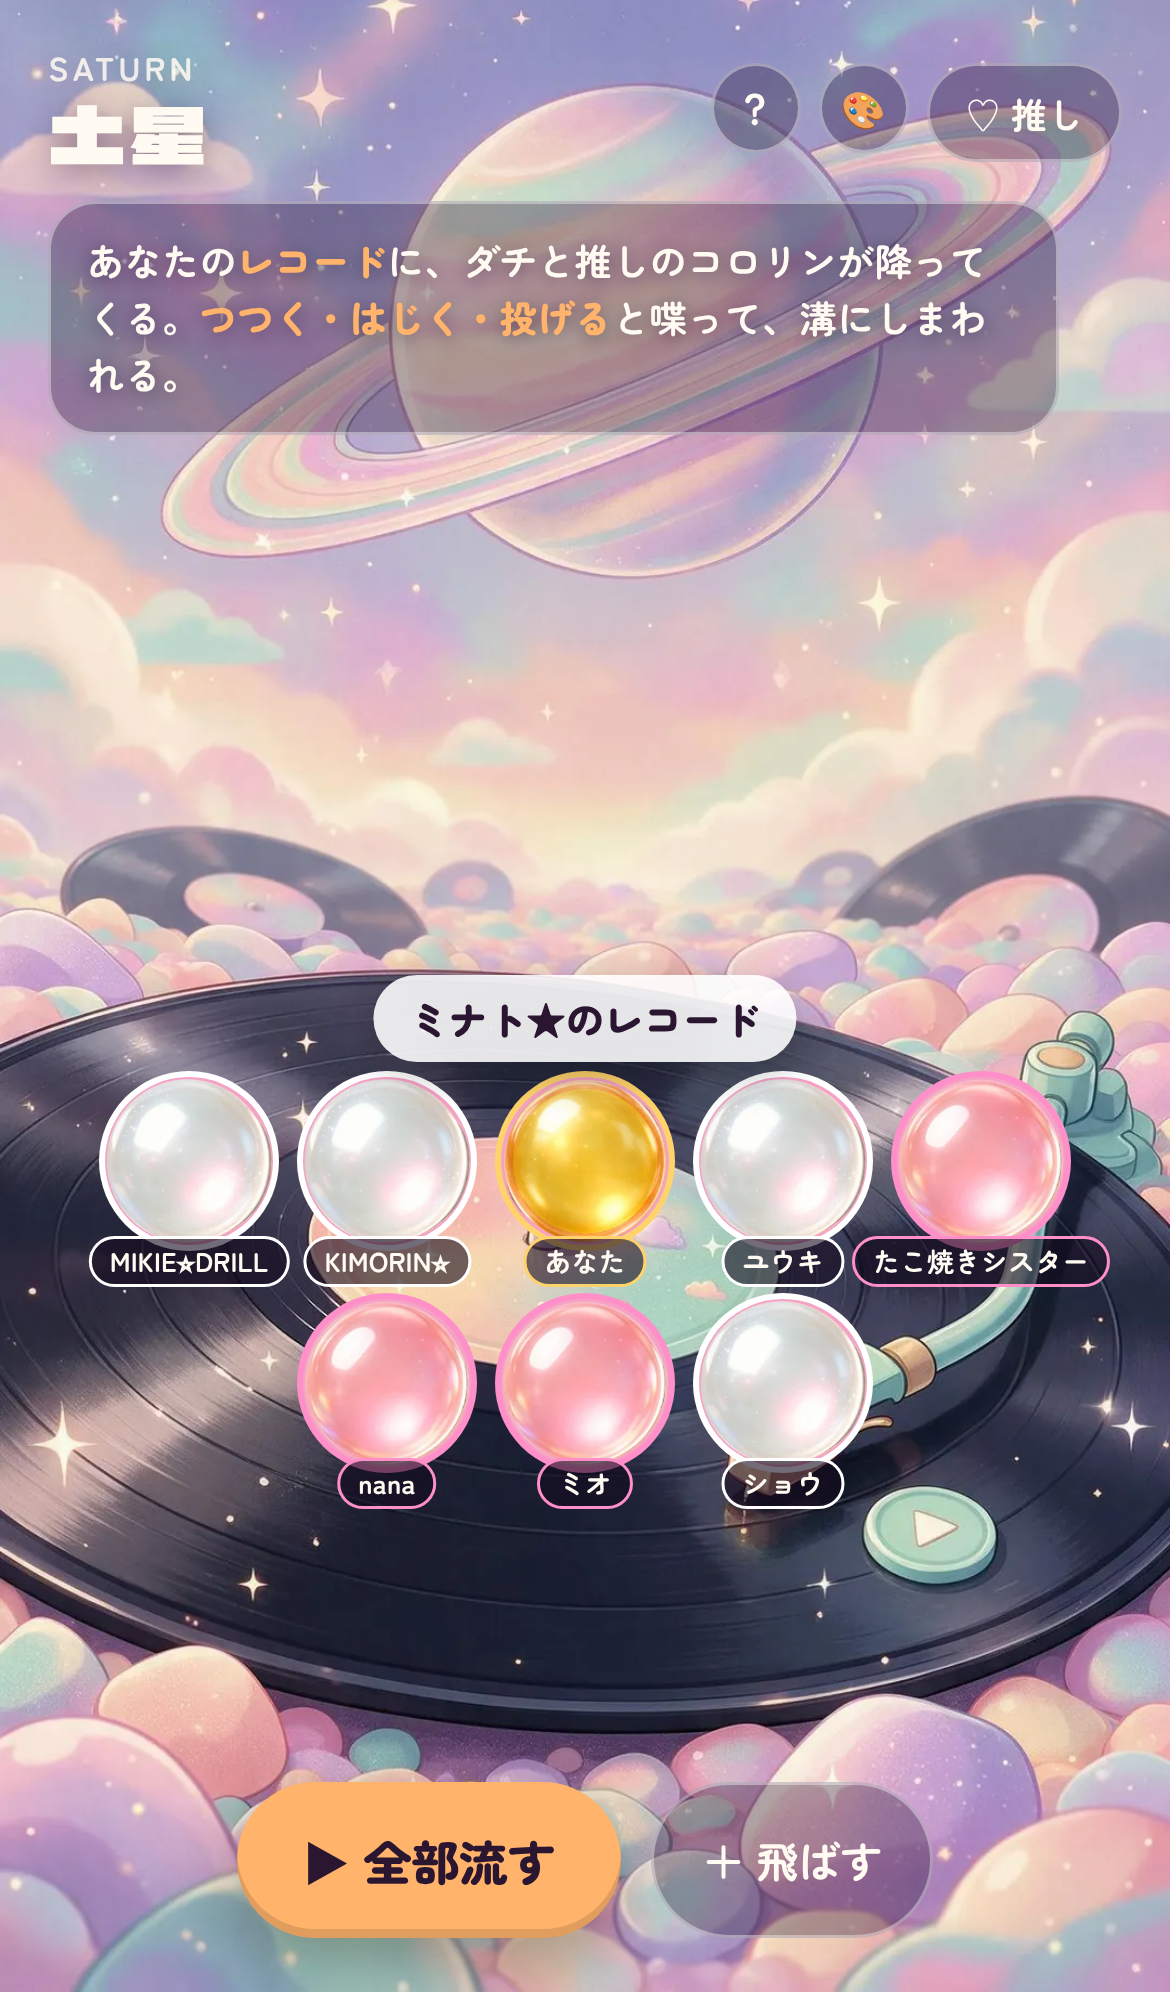 SATURN
土星
?
♡ 推し
あなたのレコードに、ダチと推しのコロリンが降って
くる。つつく・はじく・投げると喋って、溝にしまわ
れる。
ミナト★のレコード
MIKIE★DRILL
KIMORIN★
あなた
ユウキ
たこ焼きシスター
nana
ミオ
ショウ
▶ 全部流す
＋ 飛ばす